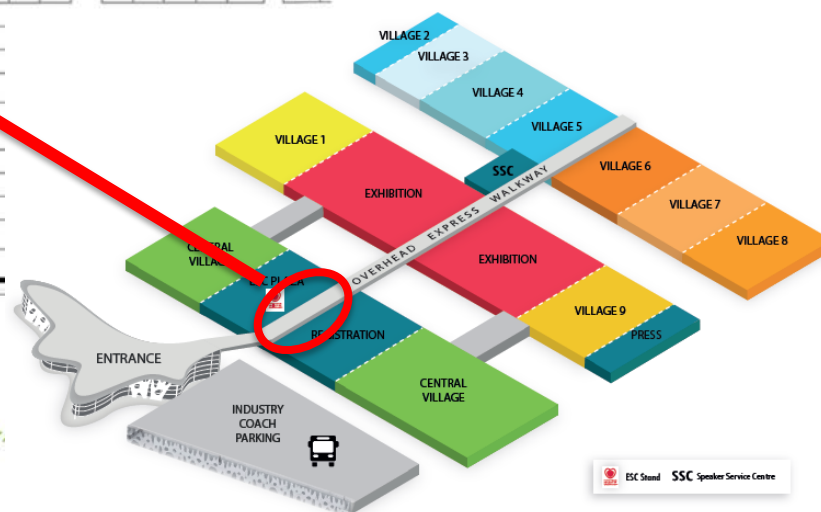 VILLAGE 2
VILLAGE 3
VILLAGE 4
VILLAGE 5
VILLAGE 1
VILLAGE 6
SSC
EXHIBITION
VILLAGE 7
OVERHEAD EXPRESS WALKWAY
VILLAGE 8
CENTRAL
VILLAGE
EXHIBITION
ESC PLAZA
VILLAGE 9
REGISTRATION
PRESS
ENTRANCE
CENTRAL
VILLAGE
INDUSTRY
COACH
PARKING
ESC Stand SSC Speaker Service Centre